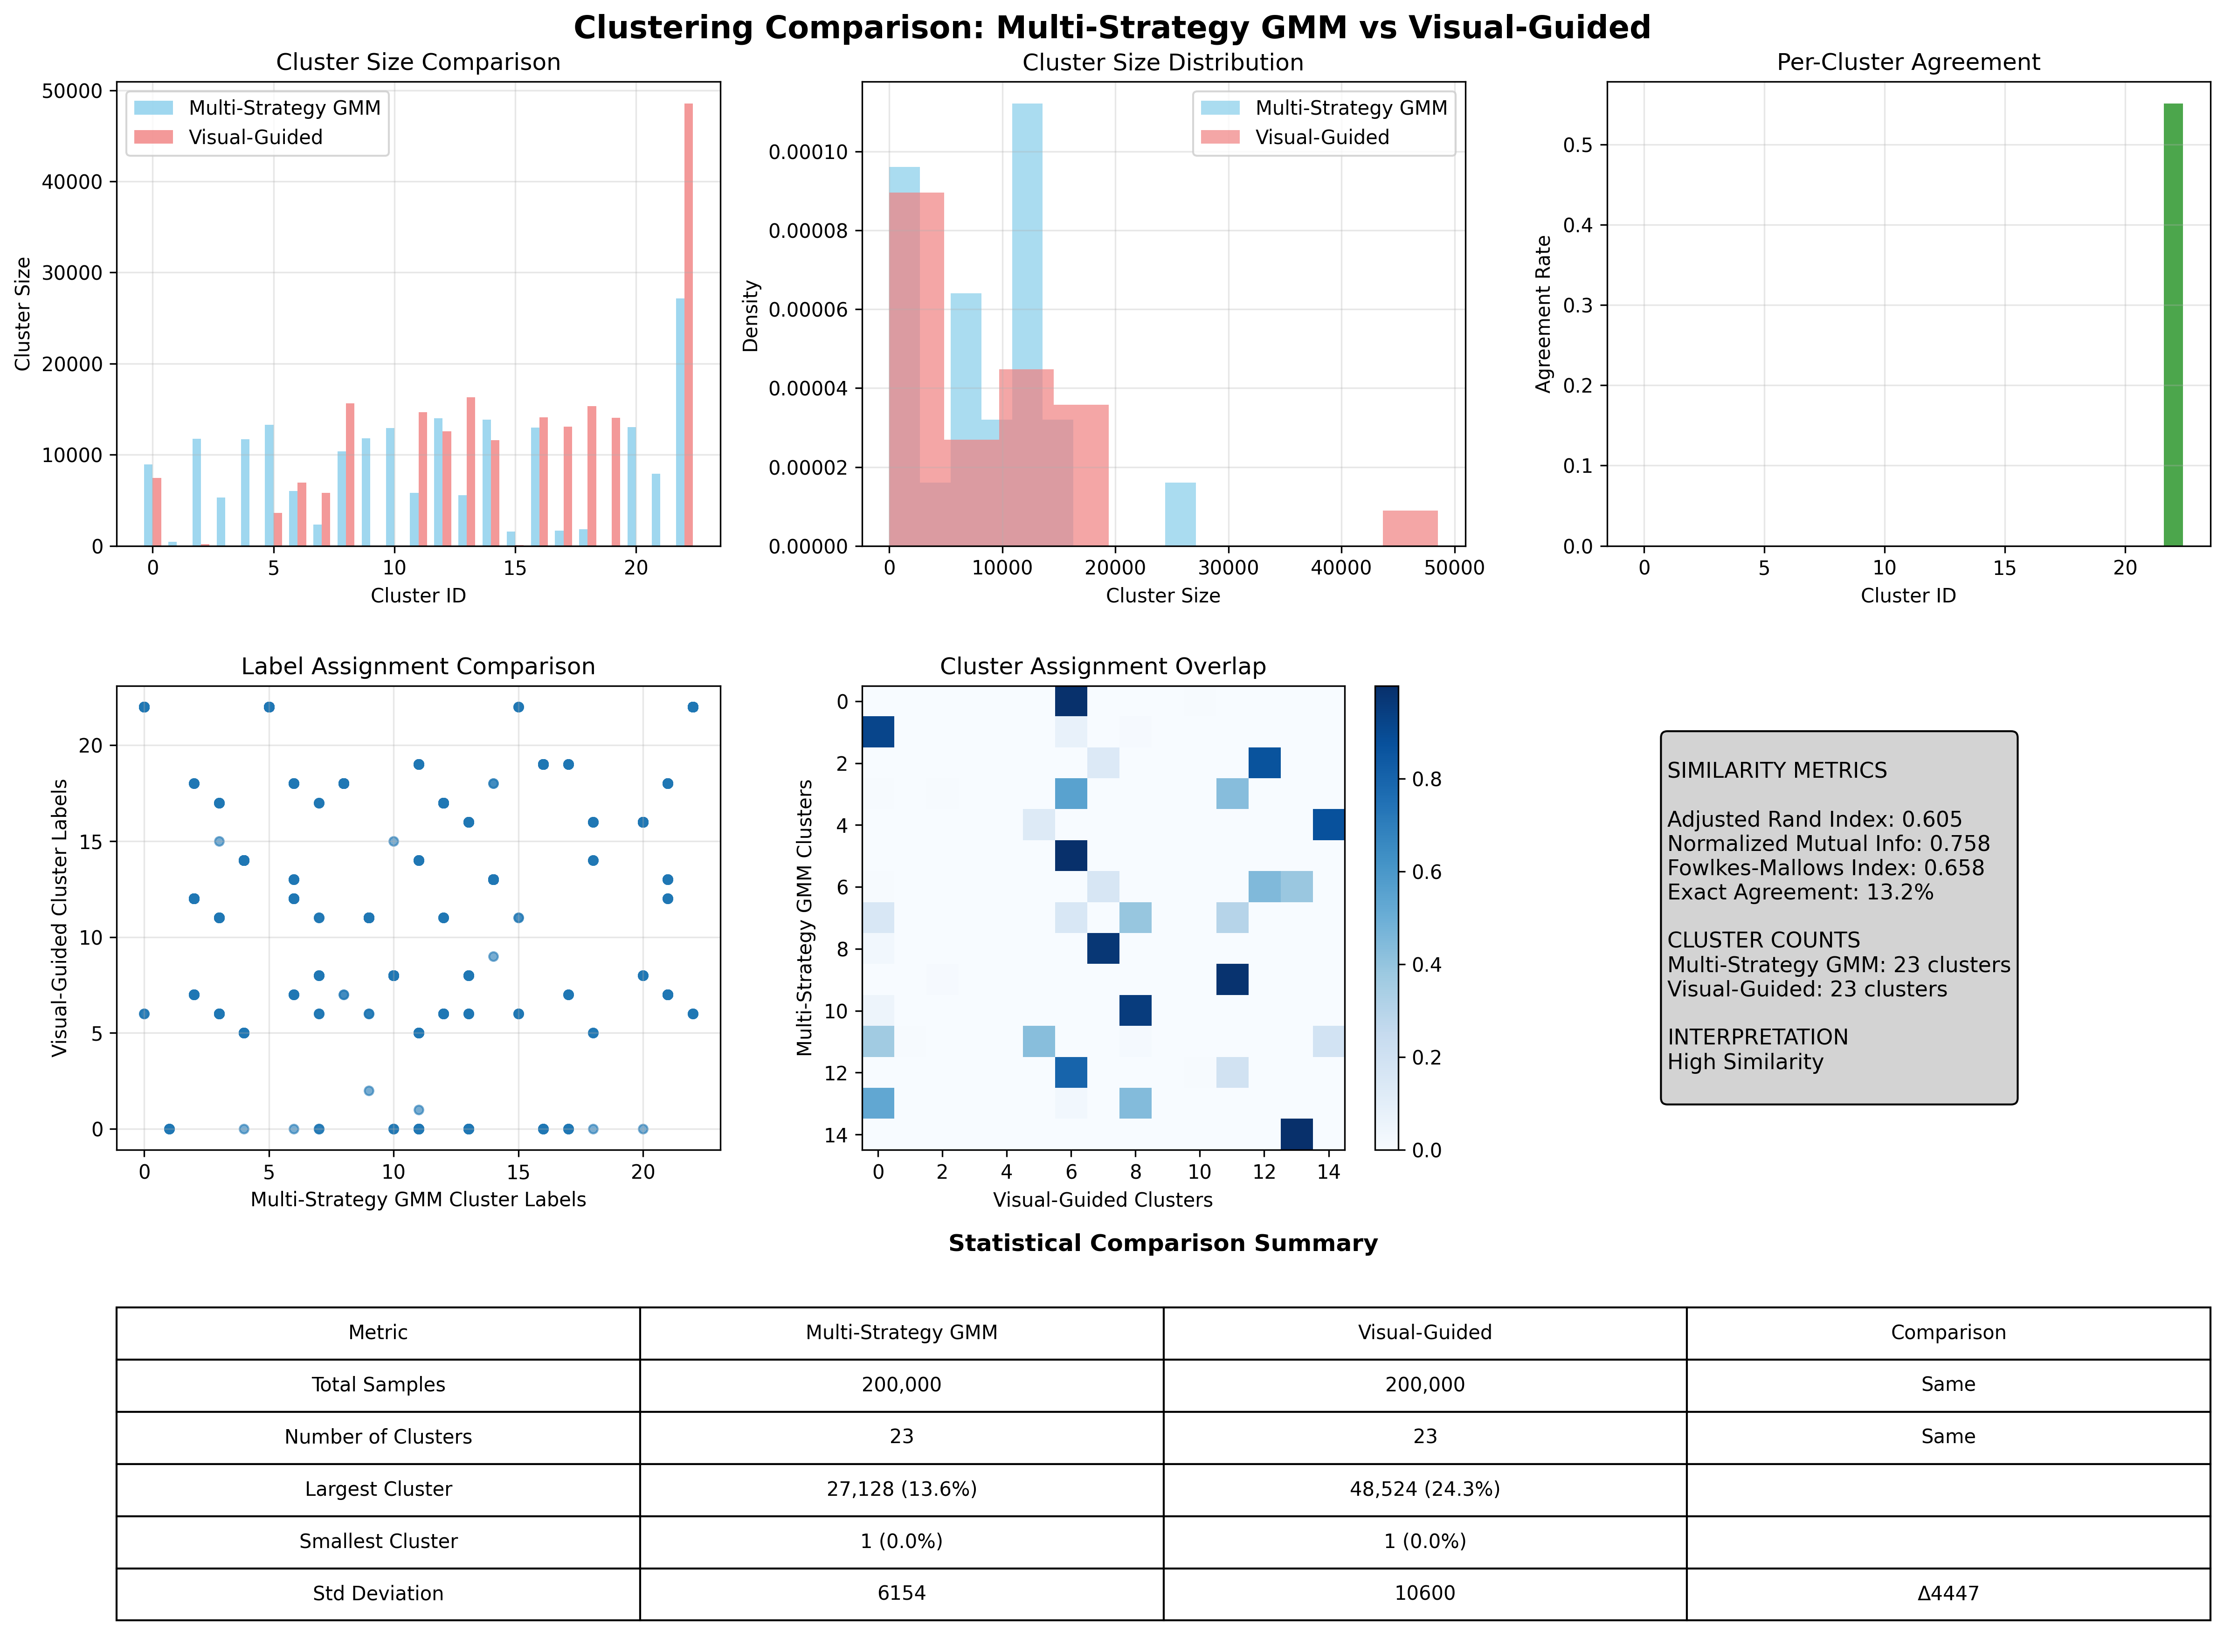 Clustering Comparison: Multi-Strategy GMM vs Visual-Guided
Cluster Size Comparison
50000
40000
30000
20000
10000
0
Cluster Size
Multi-Strategy GMM
Visual-Guided
0 5 10 15 20
Cluster ID
Cluster Size Distribution
0.00010
0.00008
0.00006
0.00004
0.00002
0.00000
Density
Multi-Strategy GMM
Visual-Guided
0 10000 20000 30000 40000 50000
Cluster Size
Per-Cluster Agreement
0.5
0.4
0.3
0.2
0.1
0.0
Agreement Rate
0 5 10 15 20
Cluster ID
Label Assignment Comparison
20
15
10
5
0
Visual-Guided Cluster Labels
0 5 10 15 20
Multi-Strategy GMM Cluster Labels
Cluster Assignment Overlap
0
2
4
6
8
10
12
14
Multi-Strategy GMM Clusters
0 2 4 6 8 10 12 14
Visual-Guided Clusters
0.8
0.6
0.4
0.2
0.0
SIMILARITY METRICS
Adjusted Rand Index: 0.605
Normalized Mutual Info: 0.758
Fowlkes-Mallows Index: 0.658
Exact Agreement: 13.2%
CLUSTER COUNTS
Multi-Strategy GMM: 23 clusters
Visual-Guided: 23 clusters
INTERPRETATION
High Similarity
Statistical Comparison Summary
Metric Multi-Strategy GMM Visual-Guided Comparison
Total Samples 200,000 200,000 Same
Number of Clusters 23 23 Same
Largest Cluster 27,128 (13.6%) 48,524 (24.3%)
Smallest Cluster 1 (0.0%) 1 (0.0%)
Std Deviation 6154 10600 Δ4447